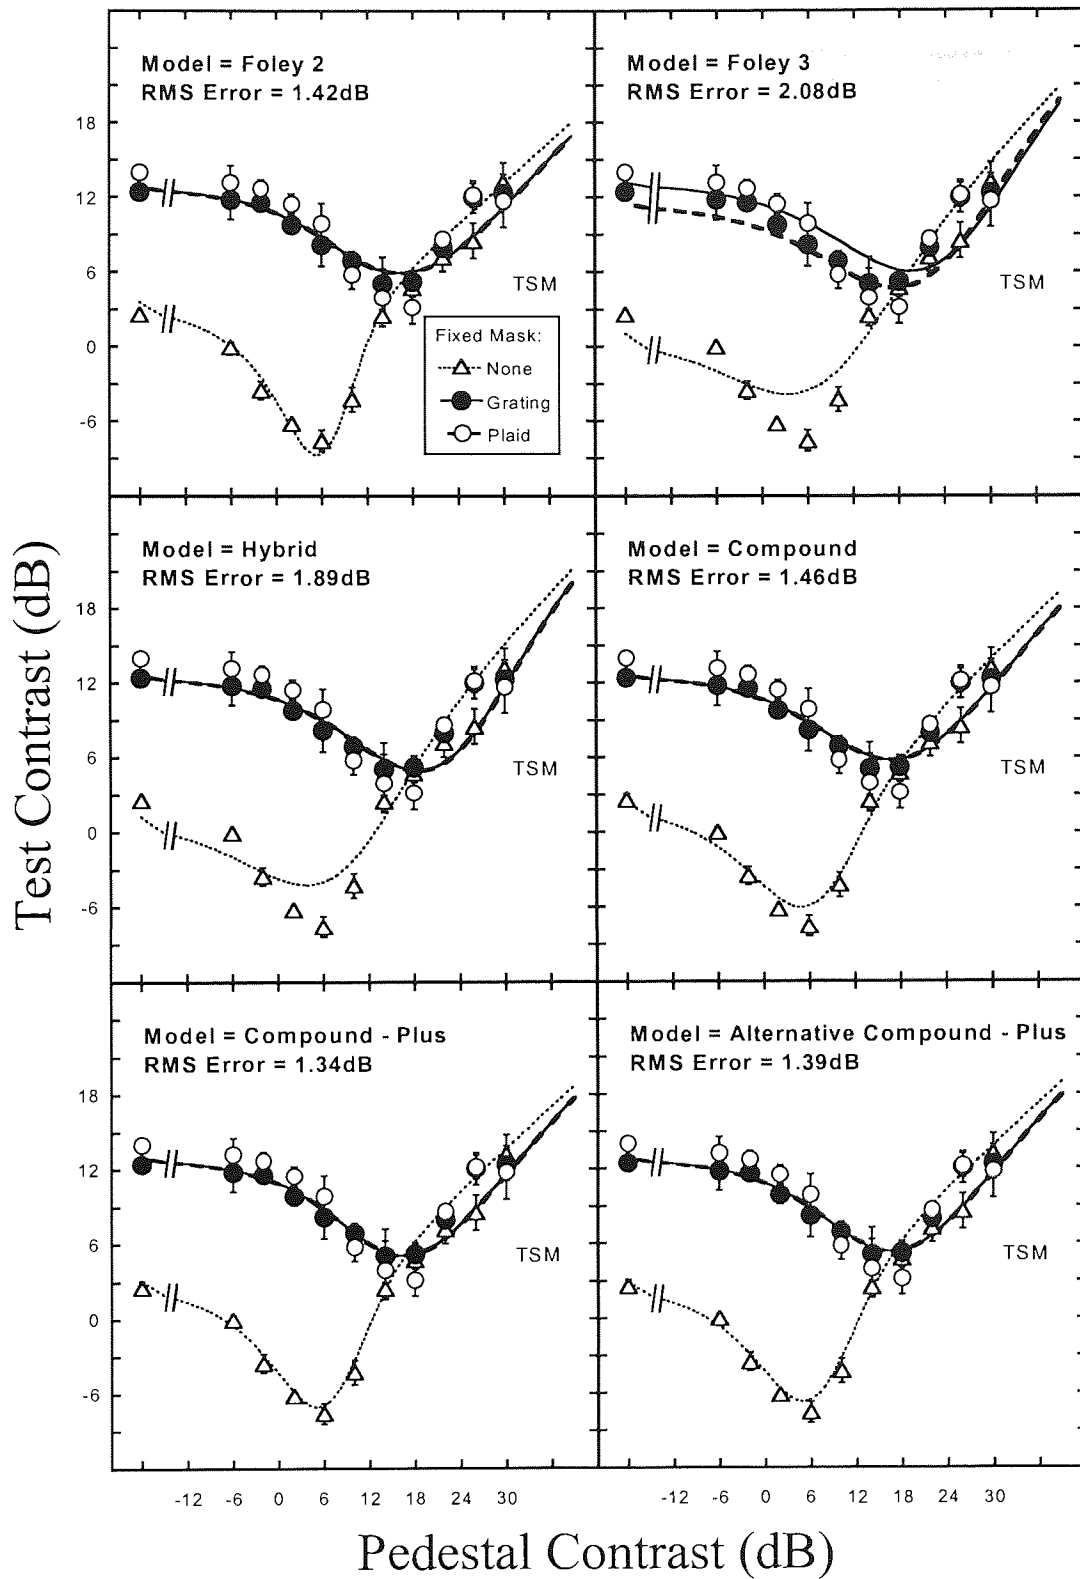 Model = Foley 2
RMS Error = 1.42dB
18
12
6
0
-6
TSM
Fixed Mask:
None
Grating
Plaid
Model = Foley 3
RMS Error = 2.08dB
TSM
Model = Hybrid
RMS Error = 1.89dB
18
12
6
0
-6
TSM
Model = Compound
RMS Error = 1.46dB
TSM
Model = Compound - Plus
RMS Error = 1.34dB
18
12
6
0
-6
TSM
Model = Alternative Compound - Plus
RMS Error = 1.39dB
TSM
-12 -6 0 6 12 18 24 30
-12 -6 0 6 12 18 24 30
Test Contrast (dB)
Pedestal Contrast (dB)